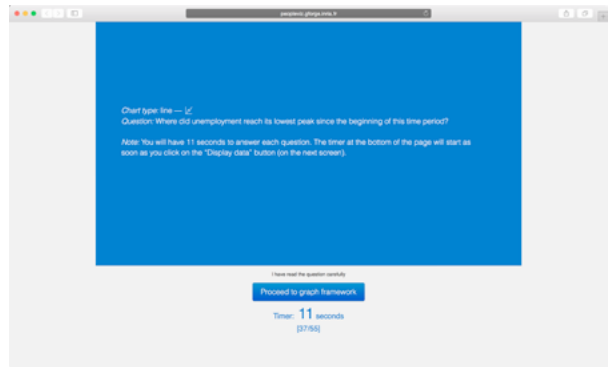 peoplevis.gforge.inria.fr
Chart type: line —
Question: Where did unemployment reach its lowest peak since the beginning of this time period?
Note: You will have 11 seconds to answer each question. The timer at the bottom of the page will start as
soon as you click on the "Display data" button (on the next screen).
I have read the question carefully
Proceed to graph framework
Timer: 11 seconds
[37/55]